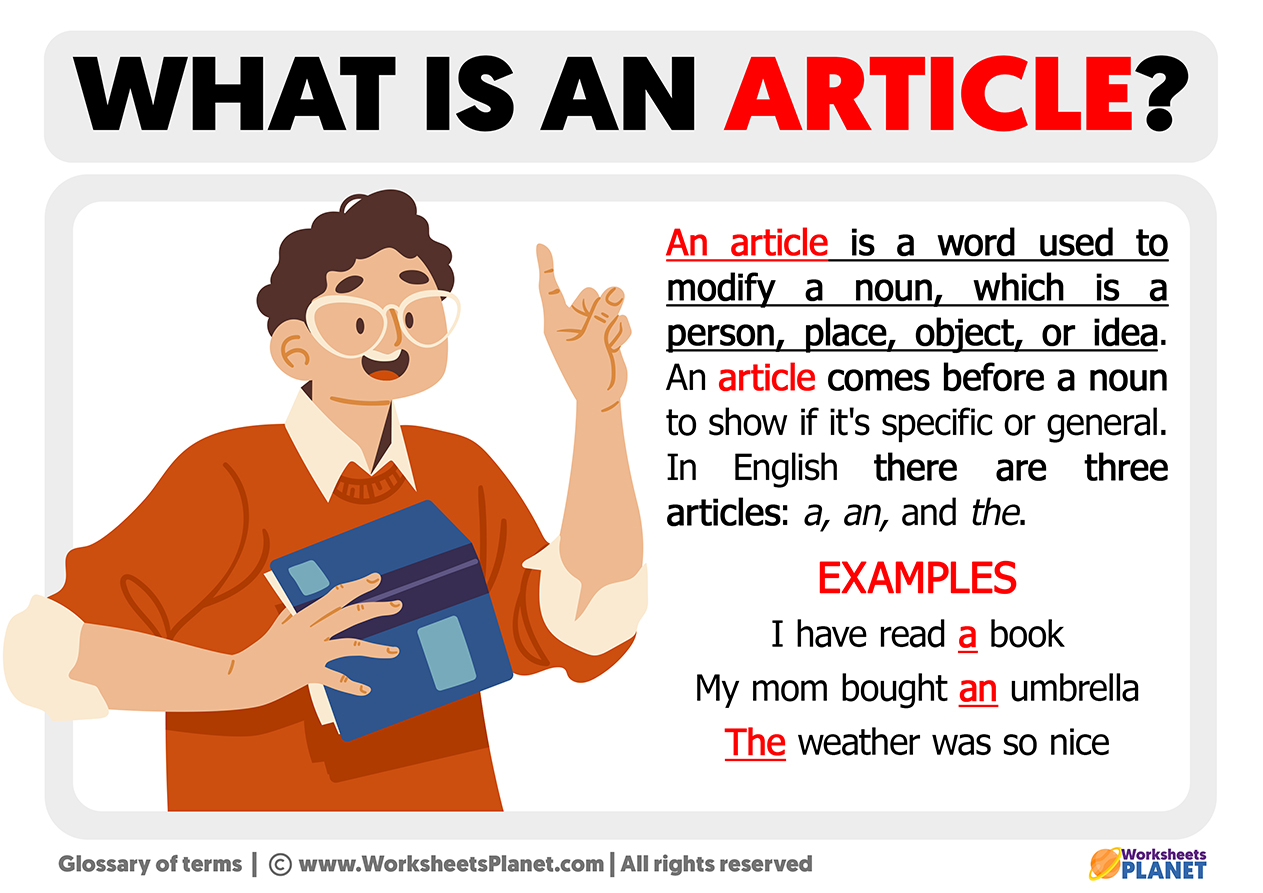 WHAT IS AN ARTICLE?
An article is a word used to
modify a noun, which is a
person, place, object, or idea.
An article comes before a noun
to show if it's specific or general.
In English there are three
articles: a, an, and the.
EXAMPLES
I have read a book
My mom bought an umbrella
The weather was so nice
Glossary of terms | © www.WorksheetsPlanet.com | All rights reserved
Worksheets
PLANET